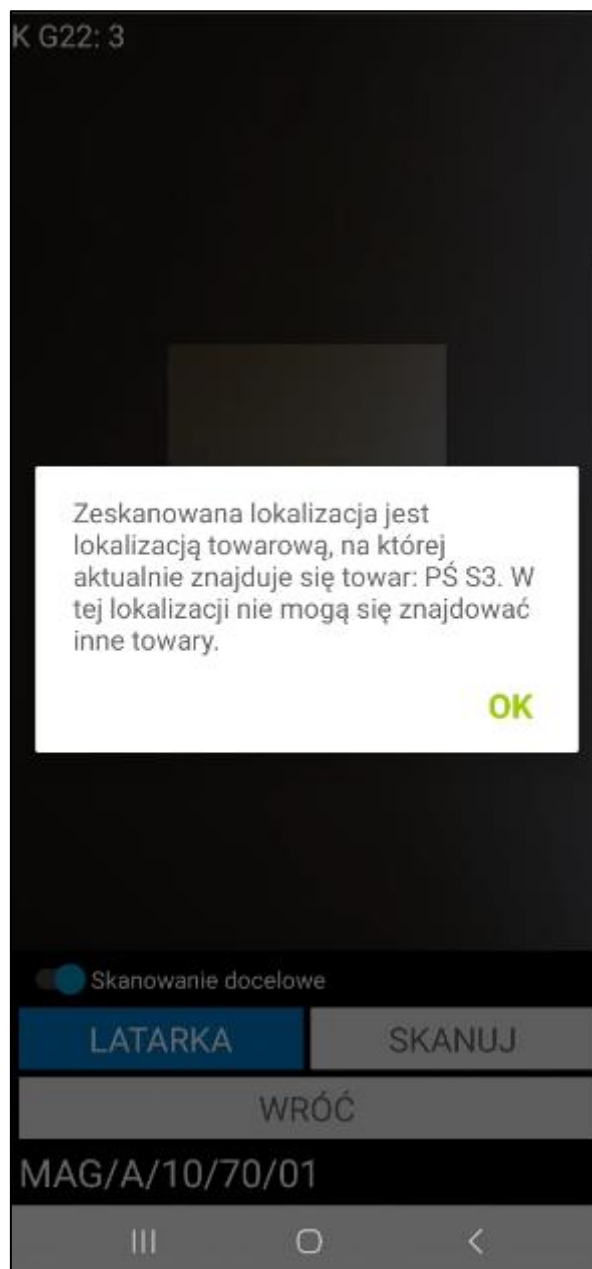 K G22: 3
Zeskanowana lokalizacja jest
lokalizacją towarową, na której
aktualnie znajduje się towar: PŚ S3. W
tej lokalizacji nie mogą się znajdować
inne towary.
OK
Skanowanie docelowe
LATARKA
SKANUJ
WRÓĆ
MAG/A/10/70/01